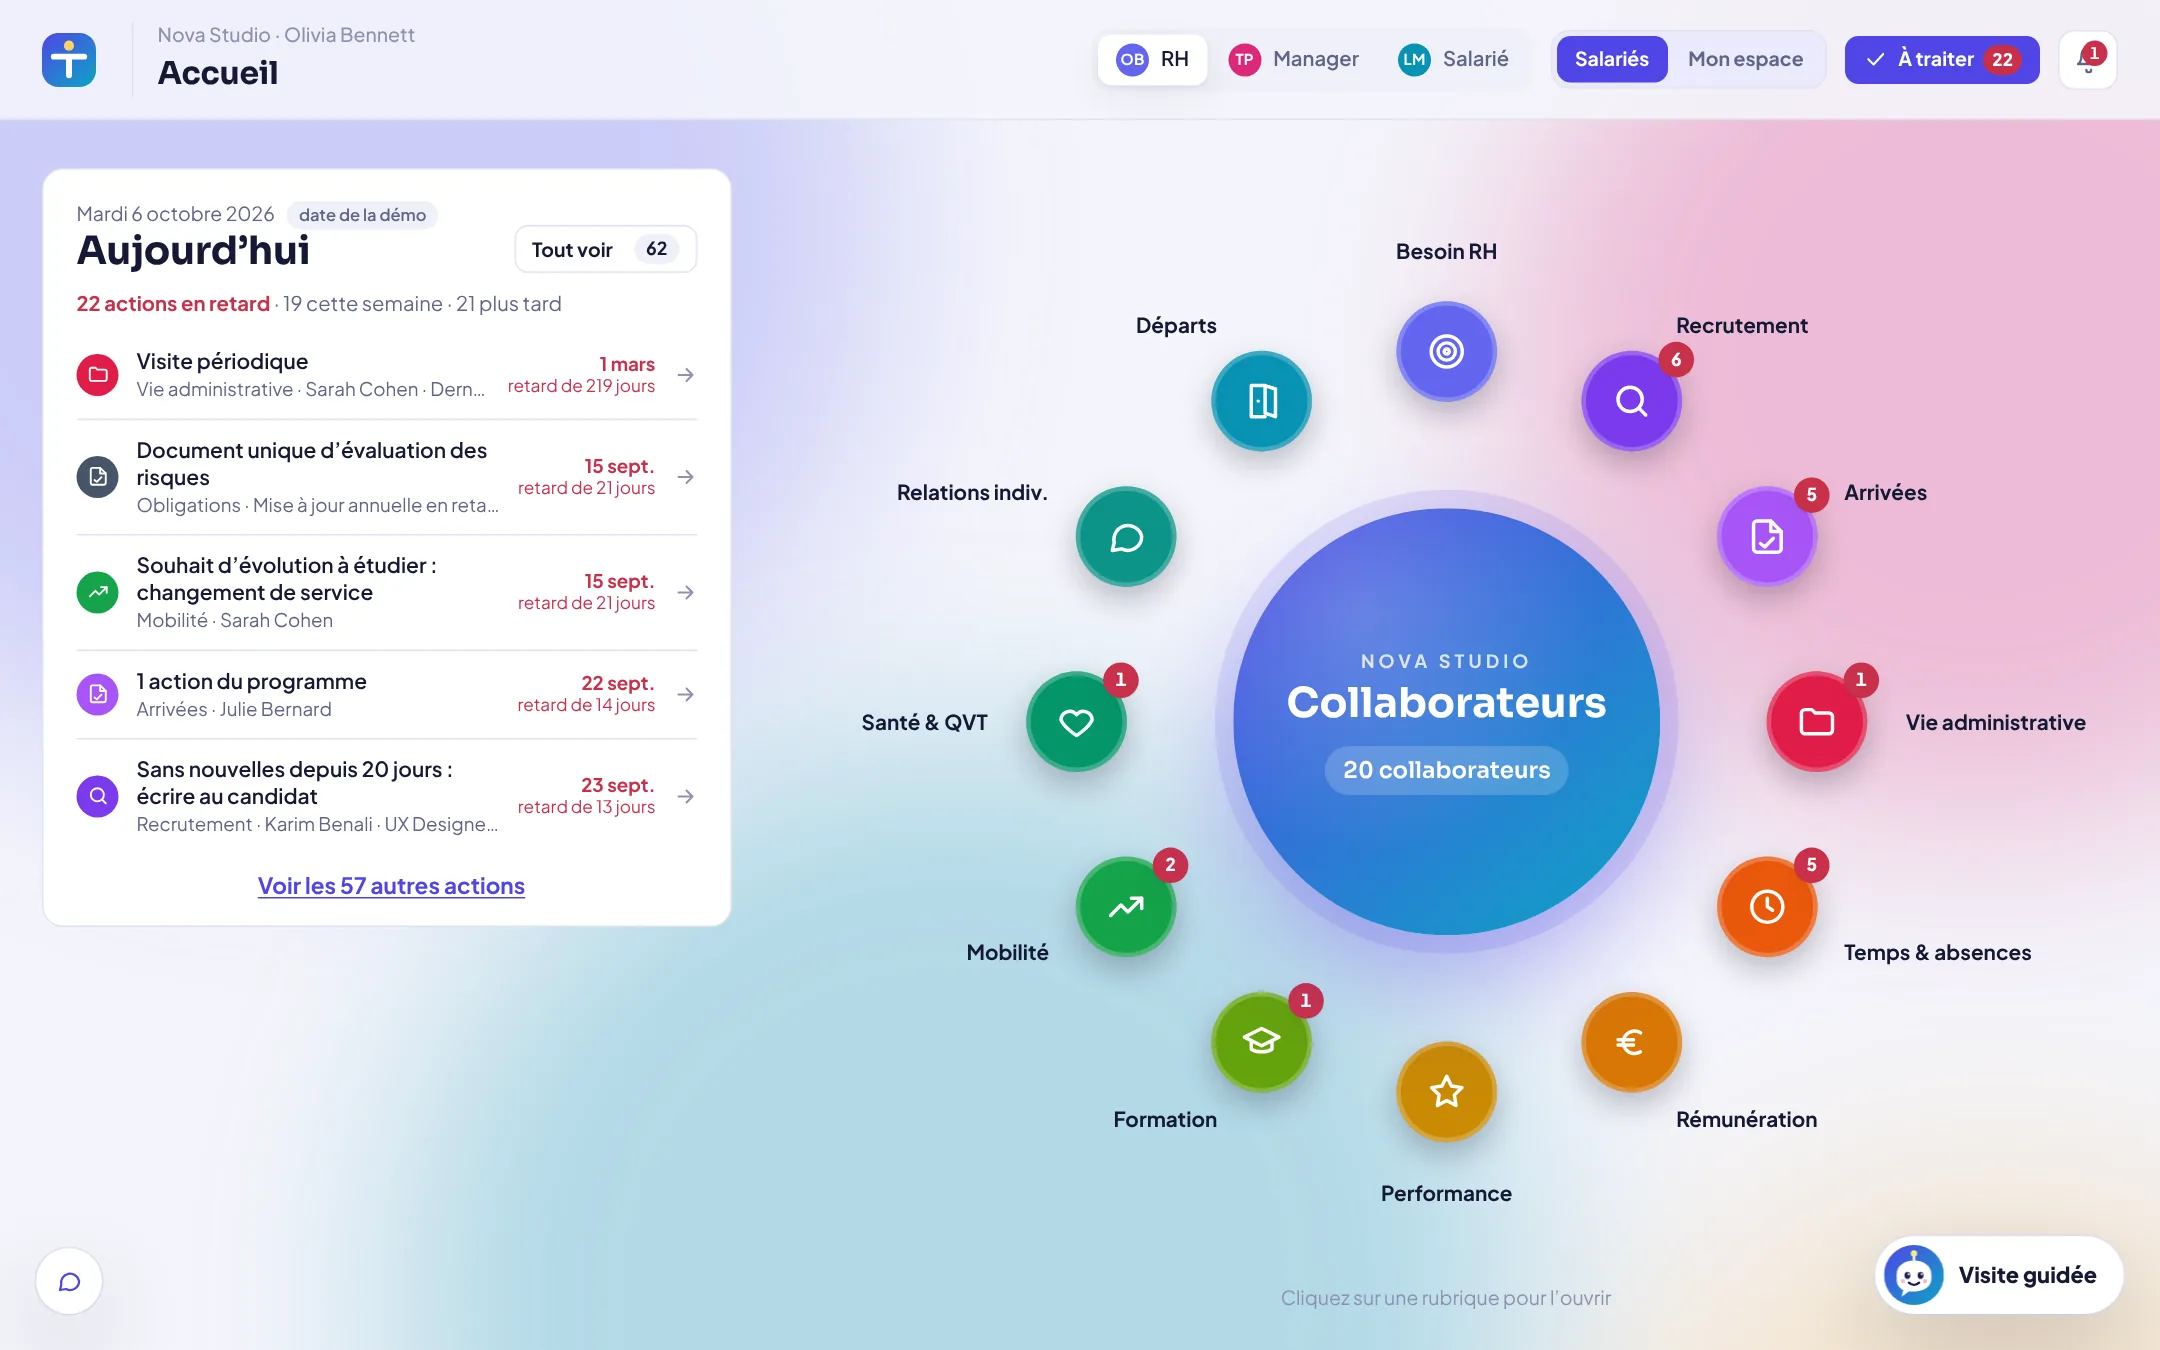 Nova Studio · Olivia Bennett
Accueil
OB RH
TP Manager
LM Salarié
Salariés
Mon espace
À traiter 22
1
Mardi 6 octobre 2026
date de la démo
Aujourd’hui
Tout voir 62
22 actions en retard · 19 cette semaine · 21 plus tard
Visite périodique
Vie administrative · Sarah Cohen · Dern…
1 mars
retard de 219 jours
Document unique d’évaluation des
risques
Obligations · Mise à jour annuelle en reta…
15 sept.
retard de 21 jours
Souhait d’évolution à étudier :
changement de service
Mobilité · Sarah Cohen
15 sept.
retard de 21 jours
1 action du programme
Arrivées · Julie Bernard
22 sept.
retard de 14 jours
Sans nouvelles depuis 20 jours :
écrire au candidat
Recrutement · Karim Benali · UX Designe…
23 sept.
retard de 13 jours
Voir les 57 autres actions
Besoin RH
Départs
Recrutement
6
Relations indiv.
5
Arrivées
NOVA STUDIO
Collaborateurs
20 collaborateurs
Santé & QVT
1
1
Vie administrative
2
Mobilité
5
Temps & absences
1
Formation
€
Rémunération
Performance
Cliquez sur une rubrique pour l’ouvrir
Visite guidée